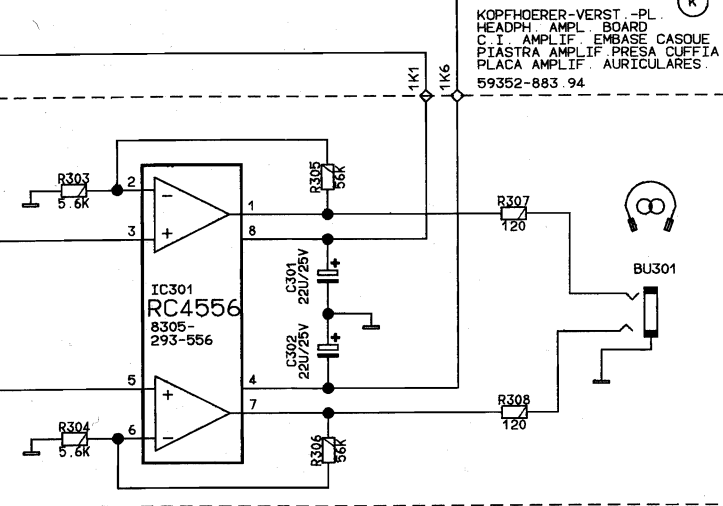 K
KOPFHOERER-VERST.-PL.
HEADPH. AMPL. BOARD
C.I. AMPLIF. EMBASE CASQUE
PIASTRA AMPLIF.PRESA CUFFIA
PLACA AMPLIF. AURICULARES.
59352-883.94
1K1
1K6
R303
5.6K
2
−
3
+
R305
56K
1
8
R307
120
C301
22U/25V
+
IC301
RC4556
8305-
293-556
C302
22U/25V
+
BU301
5
+
6
−
4
7
R304
5.6K
R306
56K
R308
120